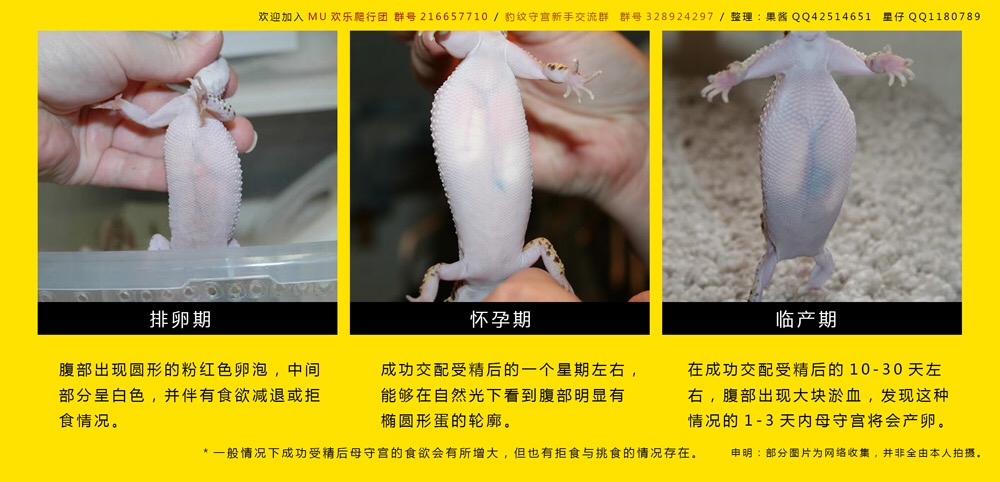 欢迎加入 MU 欢乐爬行团 群号 216657710 / 豹纹守宫新手交流群 群号 328924297 / 整理：果酱 QQ42514651 星仔 QQ1180789
排卵期
怀孕期
临产期
腹部出现圆形的粉红色卵泡，中间
部分呈白色，并伴有食欲减退或拒
食情况。
成功交配受精后的一个星期左右，
能够在自然光下看到腹部明显有
椭圆形蛋的轮廓。
在成功交配受精后的 10-30 天左
右，腹部出现大块淤血，发现这种
情况的 1-3 天内母守宫将会产卵。
* 一般情况下成功受精后母守宫的食欲会有所增大，但也有拒食与挑食的情况存在。
申明：部分图片为网络收集，并非全由本人拍摄。